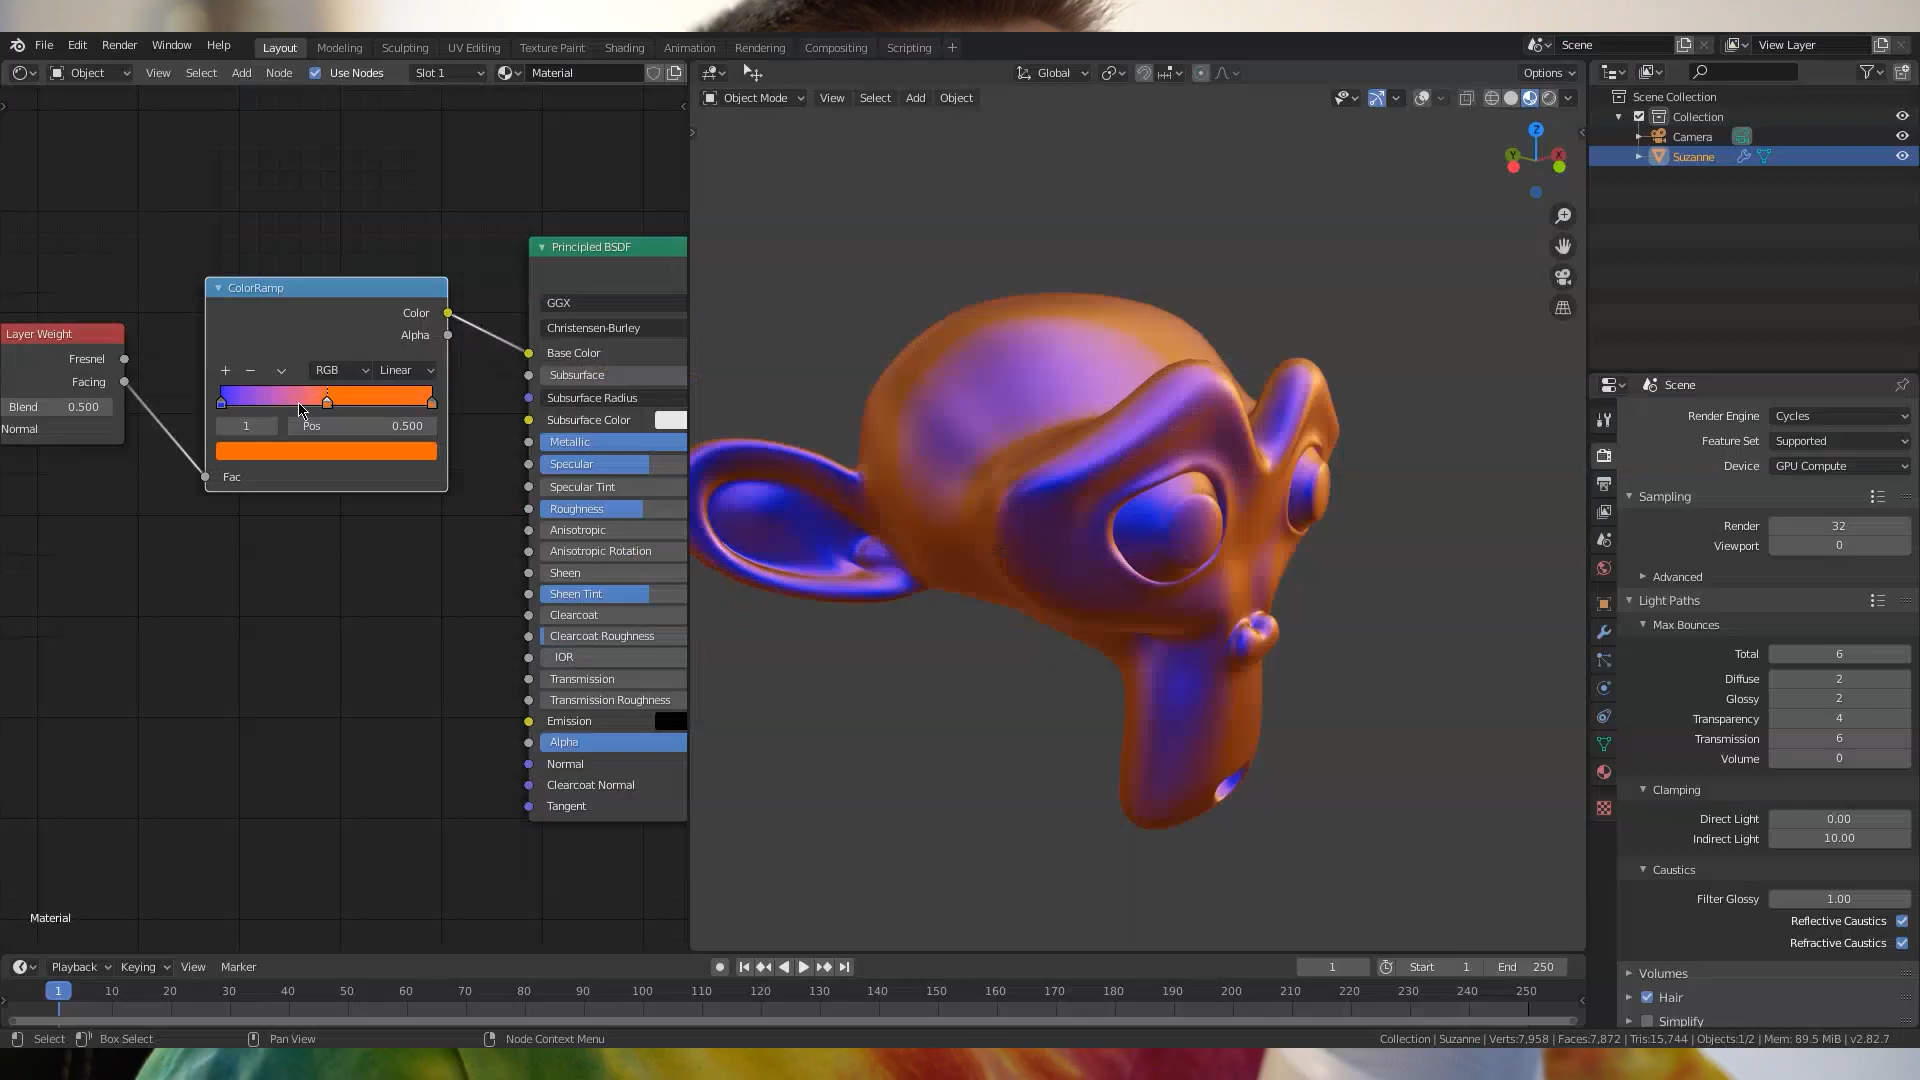 File Edit Render Window Help Layout Modeling Sculpting UV Editing Texture Paint Shading Animation Rendering Compositing Scripting + Scene View Layer
Object View Select Add Node Use Nodes Slot 1 Material Global Options
Object Mode View Select Add Object
Scene Collection
Collection
Camera
Suzanne
Z
Y X
Layer Weight
Fresnel
Facing
Blend 0.500
Normal
ColorRamp
Color
Alpha
+ − RGB Linear
1 Pos 0.500
Fac
Principled BSDF
GGX
Christensen-Burley
Base Color
Subsurface
Subsurface Radius
Subsurface Color
Metallic
Specular
Specular Tint
Roughness
Anisotropic
Anisotropic Rotation
Sheen
Sheen Tint
Clearcoat
Clearcoat Roughness
IOR
Transmission
Transmission Roughness
Emission
Alpha
Normal
Clearcoat Normal
Tangent
Material
Scene
Render Engine Cycles
Feature Set Supported
Device GPU Compute
Sampling
Render 32
Viewport 0
Advanced
Light Paths
Max Bounces
Total 6
Diffuse 2
Glossy 2
Transparency 4
Transmission 6
Volume 0
Clamping
Direct Light 0.00
Indirect Light 10.00
Caustics
Filter Glossy 1.00
Reflective Caustics
Refractive Caustics
Volumes
Hair
Simplify
Playback Keying View Marker 1 Start 1 End 250
1 10 20 30 40 50 60 70 80 90 100 110 120 130 140 150 160 170 180 190 200 210 220 230 240 250
Select Box Select Pan View Node Context Menu Collection | Suzanne | Verts:7,958 | Faces:7,872 | Tris:15,744 | Objects:1/2 | Mem: 89.5 MiB | v2.82.7